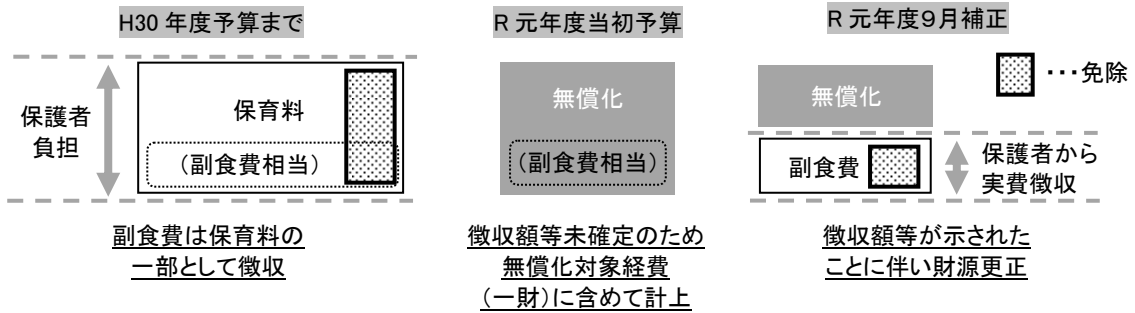 H30 年度予算まで
保護者
負担
保育料
（副食費相当）
副食費は保育料の
一部として徴収
R 元年度当初予算
無償化
（副食費相当）
徴収額等未確定のため
無償化対象経費
（一財）に含めて計上
R 元年度９月補正
・・・免除
無償化
副食費
保護者から
実費徴収
徴収額等が示された
ことに伴い財源更正